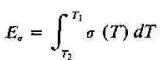 E_σ = ∫_{T_2}^{T_1} σ (T) dT